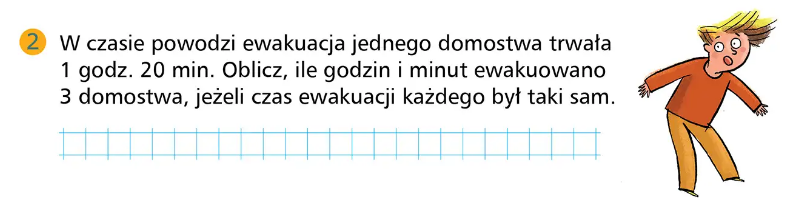 2 W czasie powodzi ewakuacja jednego domostwa trwała
1 godz. 20 min. Oblicz, ile godzin i minut ewakuowano
3 domostwa, jeżeli czas ewakuacji każdego był taki sam.